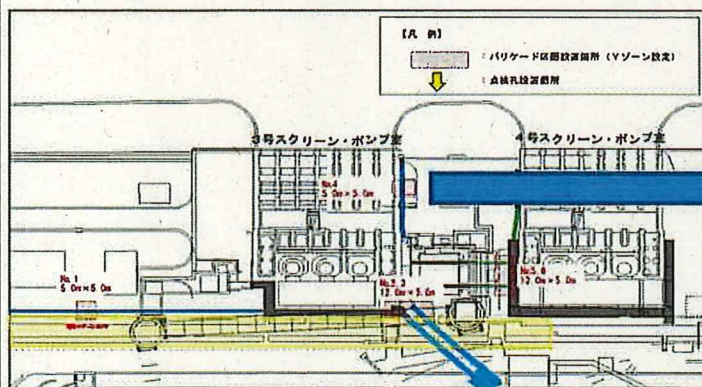 【凡 例】
：バリケード区画設置箇所（Yゾーン設定）
：点検孔設置箇所
3号スクリーン・ポンプ室
4号スクリーン・ポンプ室
No.4
5.0m×5.0m
No.1
5.0m×5.0m
No.2,3
12.0m×5.0m
No.5,6
12.0m×5.0m